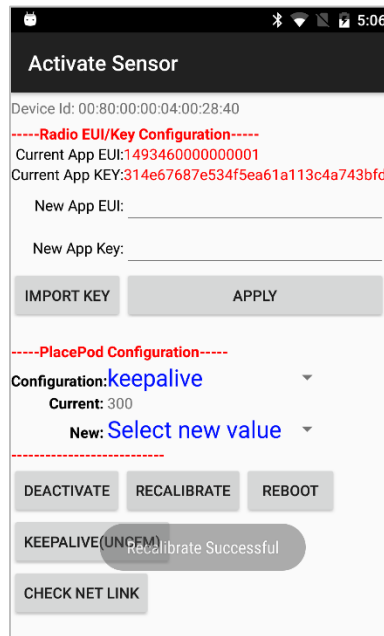 5:06
Activate Sensor
Device Id: 00:80:00:00:04:00:28:40
-----Radio EUI/Key Configuration-----
Current App EUI:1493460000000001
Current App KEY:314e67687e534f5ea61a113c4a743bfd
New App EUI:
New App Key:
IMPORT KEY APPLY
-----PlacePod Configuration-----
Configuration:keepalive
Current: 300
New: Select new value
--------------------------
DEACTIVATE RECALIBRATE REBOOT
KEEPALIVE(UNCFM)
Recalibrate Successful
CHECK NET LINK